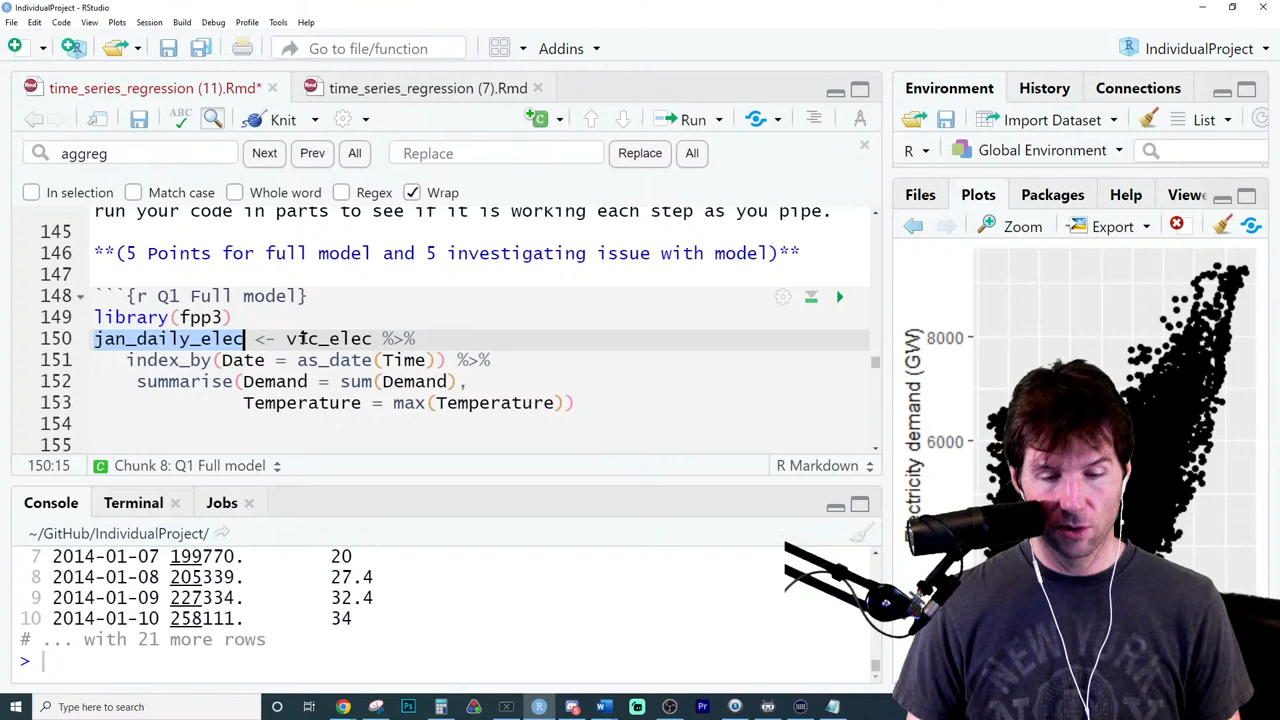 IndividualProject - RStudio
File Edit Code View Plots Session Build Debug Profile Tools Help
Go to file/function Addins IndividualProject
time_series_regression (11).Rmd* time_series_regression (7).Rmd
Knit Run
aggreg Next Prev All Replace Replace All
In selection Match case Whole word Regex Wrap
run your code in parts to see if it is working each step as you pipe.
145
146 **(5 Points for full model and 5 investigating issue with model)**
147
148 ```{r Q1 Full model}
149 library(fpp3)
150 jan_daily_elec <- vic_elec %>%
151 index_by(Date = as_date(Time)) %>%
152 summarise(Demand = sum(Demand),
153 Temperature = max(Temperature))
154
155
150:15 Chunk 8: Q1 Full model R Markdown
Console Terminal Jobs
~/GitHub/IndividualProject/
7 2014-01-07 199770. 20
8 2014-01-08 205339. 27.4
9 2014-01-09 227334. 32.4
10 2014-01-10 258111. 34
# ... with 21 more rows
>
Environment History Connections
Import Dataset List
R Global Environment
Files Plots Packages Help Viewe
Zoom Export
8000
6000
ectricity demand (GW)
Type here to search